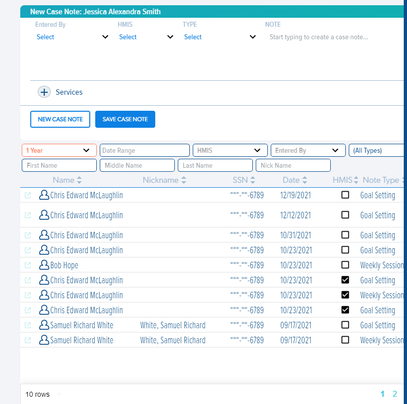 New Case Note: Jessica Alexandra Smith
Entered By HMIS TYPE NOTE
Select Select Select Start typing to create a case note...
Services
NEW CASE NOTE SAVE CASE NOTE
1 Year Date Range HMIS Entered By (All Types)
First Name Middle Name Last Name Nick Name
Name Nickname SSN Date HMIS Note Type
Chris Edward McLaughlin ***-**-6789 12/19/2021 Goal Setting
Chris Edward McLaughlin ***-**-6789 12/12/2021 Goal Setting
Chris Edward McLaughlin ***-**-6789 10/31/2021 Goal Setting
Chris Edward McLaughlin ***-**-6789 10/23/2021 Goal Setting
Bob Hope ***-**-6789 10/23/2021 Weekly Session
Chris Edward McLaughlin ***-**-6789 10/23/2021 Goal Setting
Chris Edward McLaughlin ***-**-6789 10/23/2021 Weekly Session
Chris Edward McLaughlin ***-**-6789 10/23/2021 Goal Setting
Samuel Richard White White, Samuel Richard ***-**-6789 09/17/2021 Goal Setting
Samuel Richard White White, Samuel Richard ***-**-6789 09/17/2021 Weekly Session
10 rows 1 2